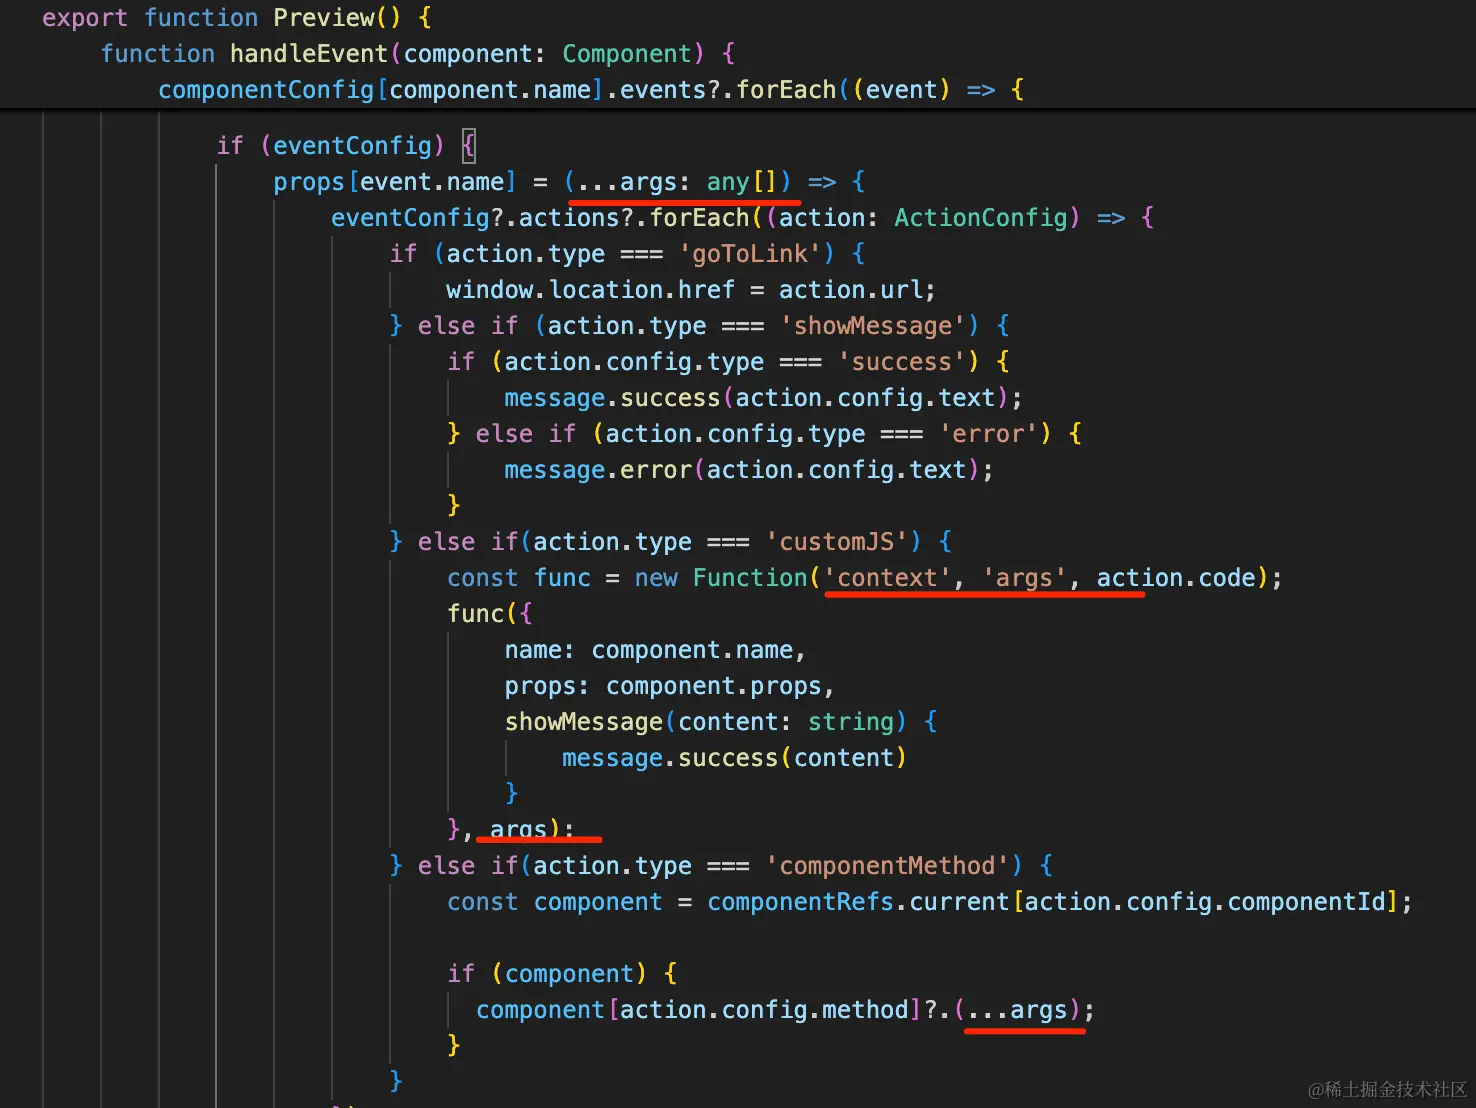 export function Preview() {
    function handleEvent(component: Component) {
        componentConfig[component.name].events?.forEach((event) => {
            if (eventConfig) {
                props[event.name] = (...args: any[]) => {
                    eventConfig?.actions?.forEach((action: ActionConfig) => {
                        if (action.type === 'goToLink') {
                            window.location.href = action.url;
                        } else if (action.type === 'showMessage') {
                            if (action.config.type === 'success') {
                                message.success(action.config.text);
                            } else if (action.config.type === 'error') {
                                message.error(action.config.text);
                            }
                        } else if(action.type === 'customJS') {
                            const func = new Function('context', 'args', action.code);
                            func({
                                name: component.name,
                                props: component.props,
                                showMessage(content: string) {
                                    message.success(content)
                                }
                            }, args);
                        } else if(action.type === 'componentMethod') {
                            const component = componentRefs.current[action.config.componentId];
                            if (component) {
                              component[action.config.method]?.(...args);
                            }
                        }
@稀土掘金技术社区